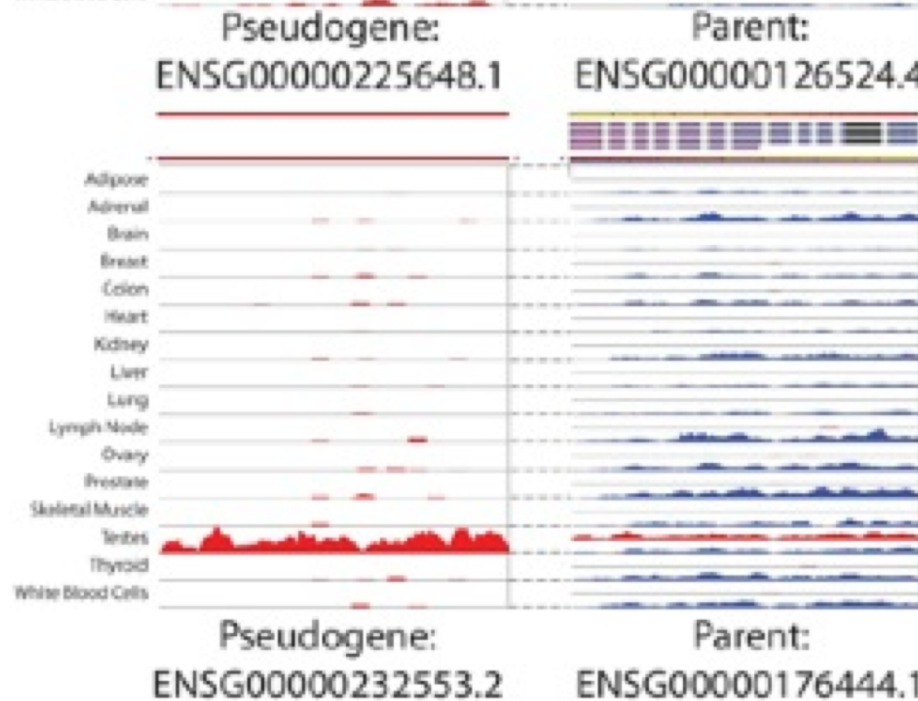 Pseudogene:
ENSG00000225648.1
Parent:
ENSG00000126524.4
Adipose
Adrenal
Brain
Breast
Colon
Heart
Kidney
Liver
Lung
Lymph Node
Ovary
Prostate
Skeletal Muscle
Testes
Thyroid
White Blood Cells
Pseudogene:
ENSG00000232553.2
Parent:
ENSG00000176444.1